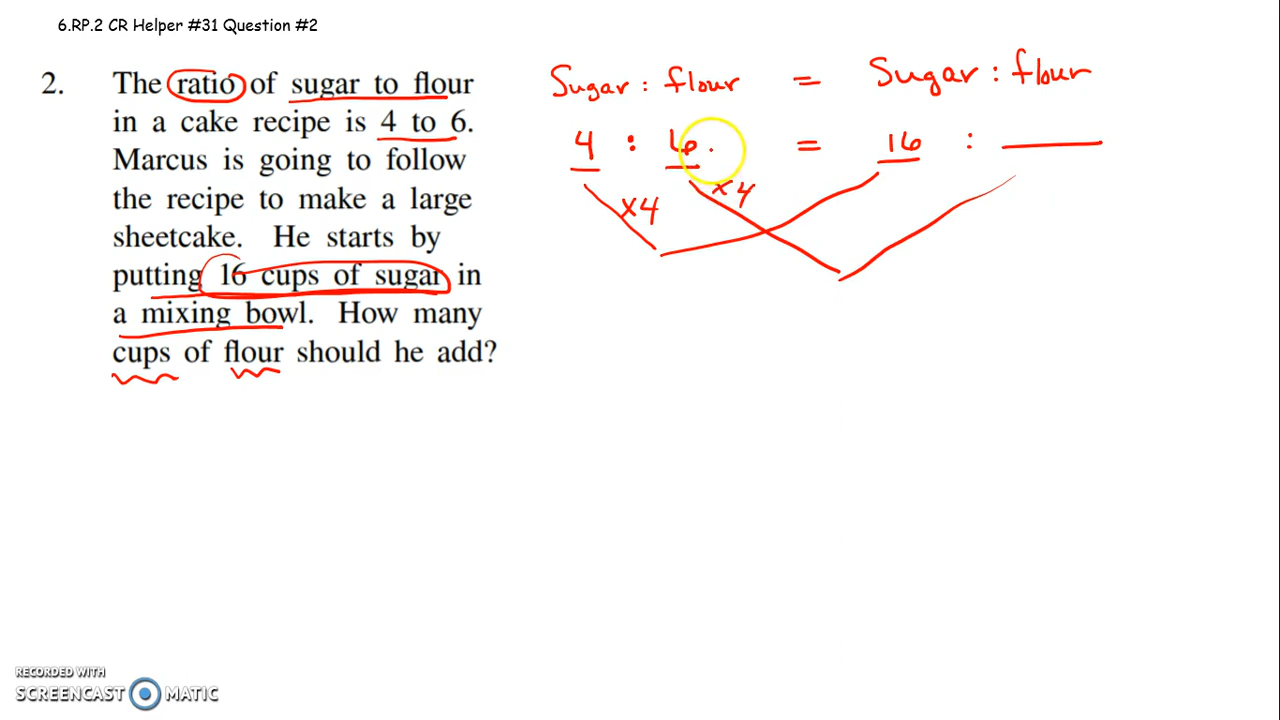 6.RP.2 CR Helper #31 Question #2
2. The ratio of sugar to flour
in a cake recipe is 4 to 6.
Marcus is going to follow
the recipe to make a large
sheetcake. He starts by
putting 16 cups of sugar in
a mixing bowl. How many
cups of flour should he add?
Sugar : flour = Sugar : flour
4 : 6 = 16 : ___
×4 ×4
RECORDED WITH
SCREENCAST MATIC